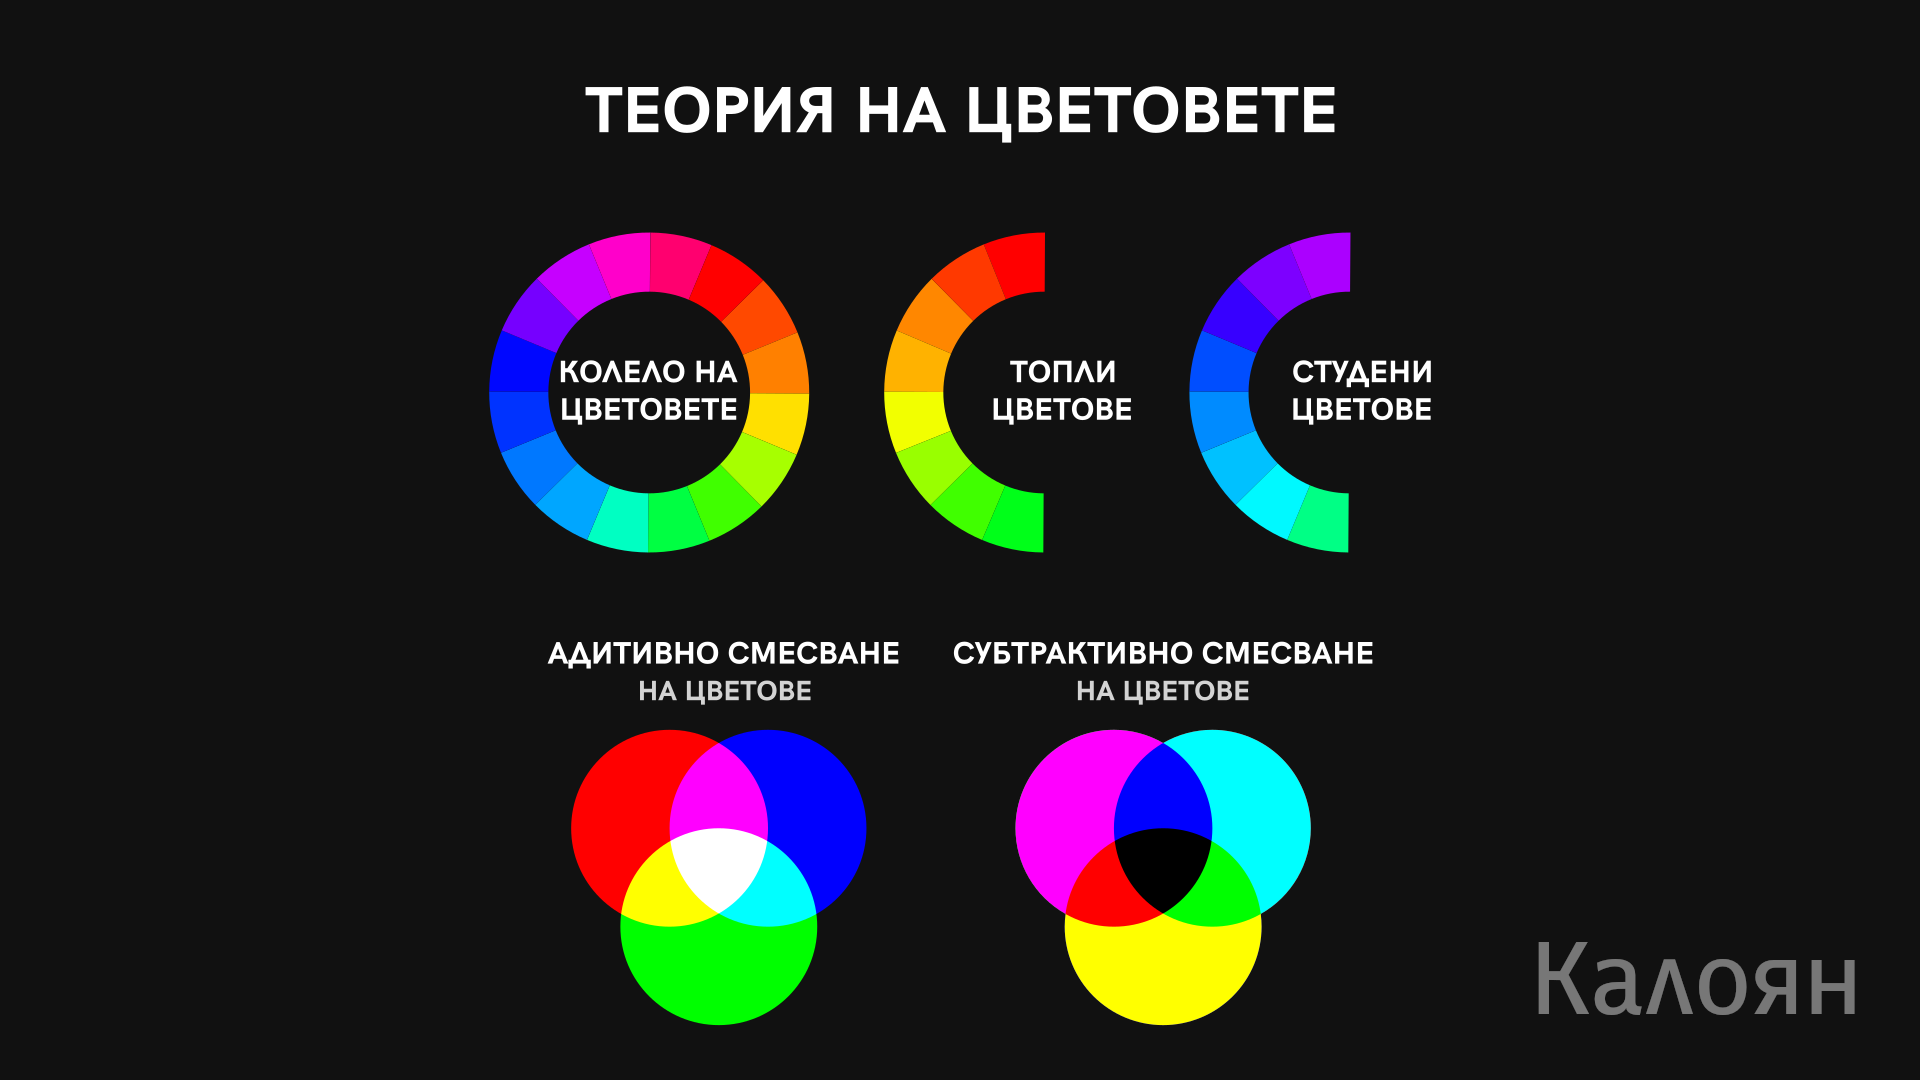 ТЕОРИЯ НА ЦВЕТОВЕТЕ
КОЛЕЛО НА
ЦВЕТОВЕТЕ
ТОПЛИ
ЦВЕТОВЕ
СТУДЕНИ
ЦВЕТОВЕ
АДИТИВНО СМЕСВАНЕ
НА ЦВЕТОВЕ
СУБТРАКТИВНО СМЕСВАНЕ
НА ЦВЕТОВЕ
Калоян